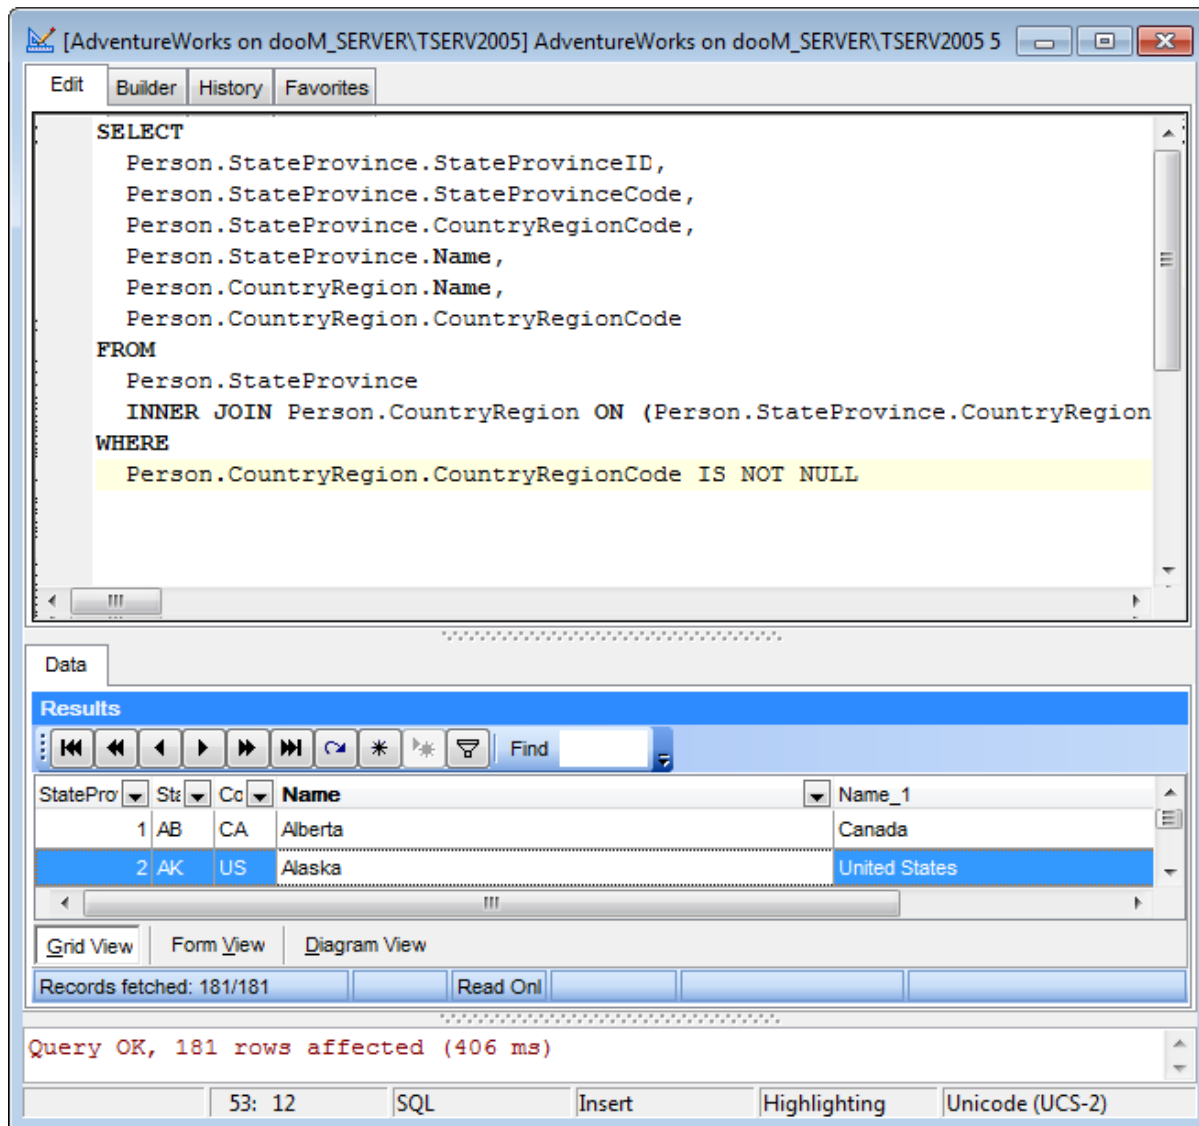 [AdventureWorks on dooM_SERVER\TSERV2005] AdventureWorks on dooM_SERVER\TSERV2005 5
Edit Builder History Favorites
SELECT
Person.StateProvince.StateProvinceID,
Person.StateProvince.StateProvinceCode,
Person.StateProvince.CountryRegionCode,
Person.StateProvince.Name,
Person.CountryRegion.Name,
Person.CountryRegion.CountryRegionCode
FROM
Person.StateProvince
INNER JOIN Person.CountryRegion ON (Person.StateProvince.CountryRegion
WHERE
Person.CountryRegion.CountryRegionCode IS NOT NULL
Data
Results
Find
StatePro Sta Co Name Name_1
1 AB CA Alberta Canada
2 AK US Alaska United States
Grid View Form View Diagram View
Records fetched: 181/181 Read Onl
Query OK, 181 rows affected (406 ms)
53: 12 SQL Insert Highlighting Unicode (UCS-2)